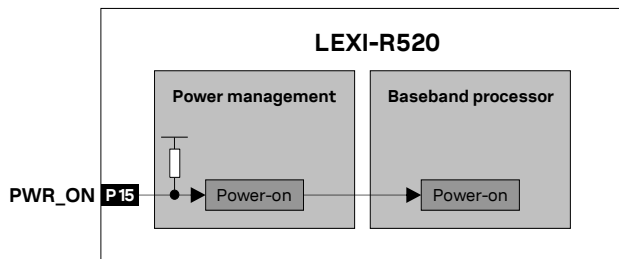 LEXI-R520
Power management
Baseband processor
PWR_ON
P15
Power-on
Power-on